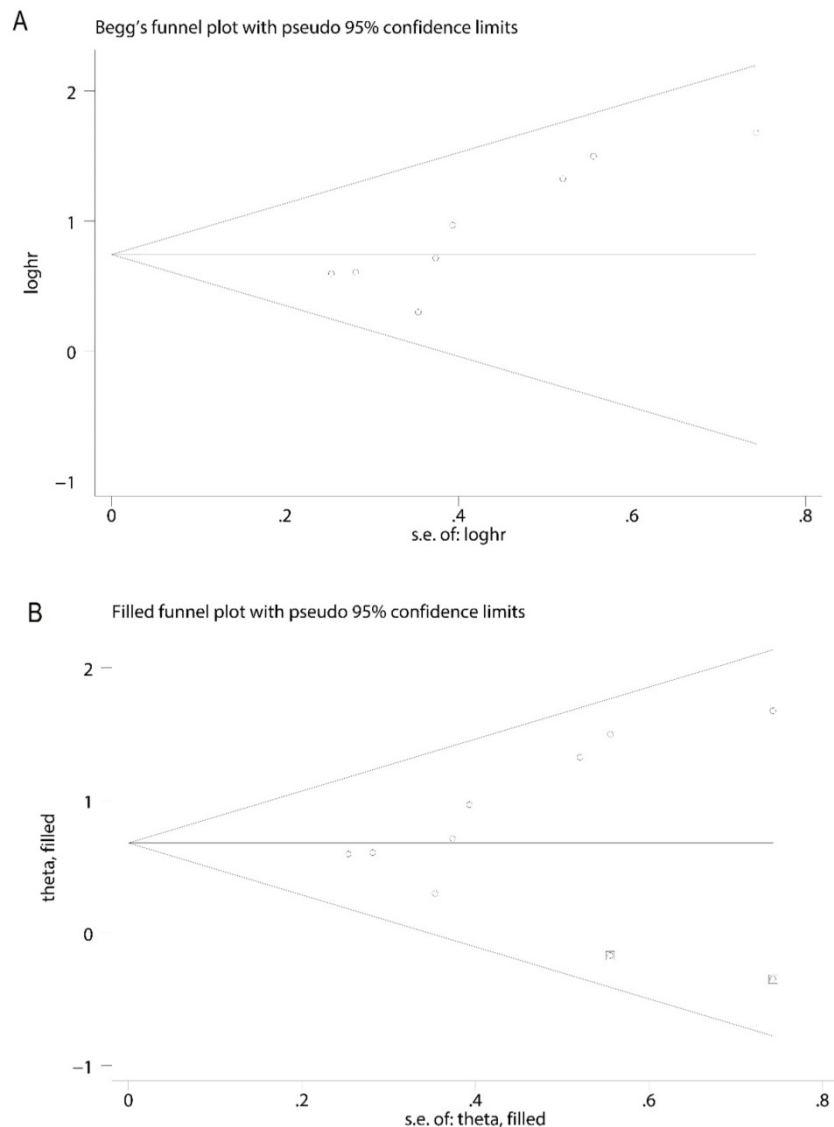 A
Begg's funnel plot with pseudo 95% confidence limits
2
1
0
−1
loghr
0 .2 .4 .6 .8
s.e. of: loghr
B
Filled funnel plot with pseudo 95% confidence limits
2
1
0
−1
theta, filled
0 .2 .4 .6 .8
s.e. of: theta, filled